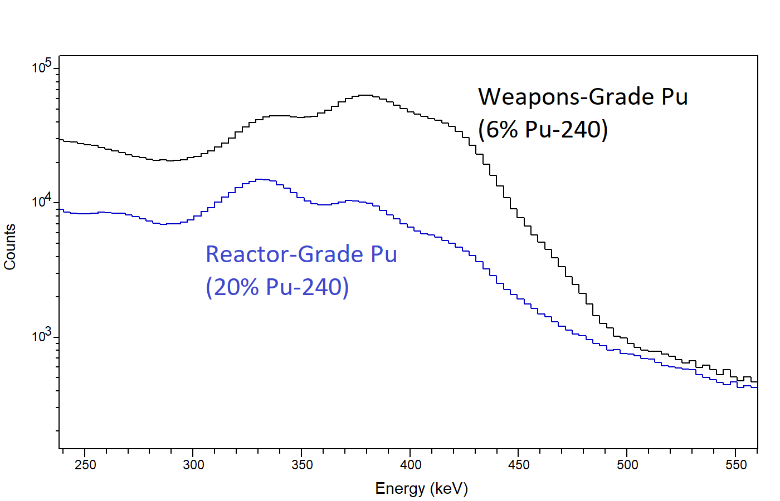 10⁵
Weapons-Grade Pu
(6% Pu-240)
10⁴
Reactor-Grade Pu
(20% Pu-240)
10³
Counts
250 300 350 400 450 500 550
Energy (keV)